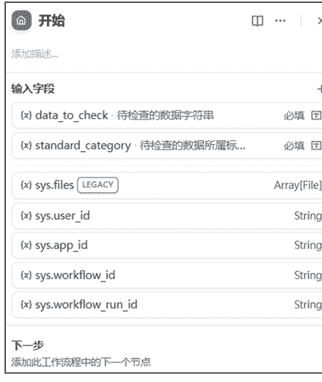 开始
添加描述...
输入字段
{x} data_to_check · 待检查的数据字符串 必填
{x} standard_category · 待检查的数据所属标... 必填
{x} sys.files LEGACY Array[File]
{x} sys.user_id String
{x} sys.app_id String
{x} sys.workflow_id String
{x} sys.workflow_run_id String
下一步
添加此工作流程中的下一个节点